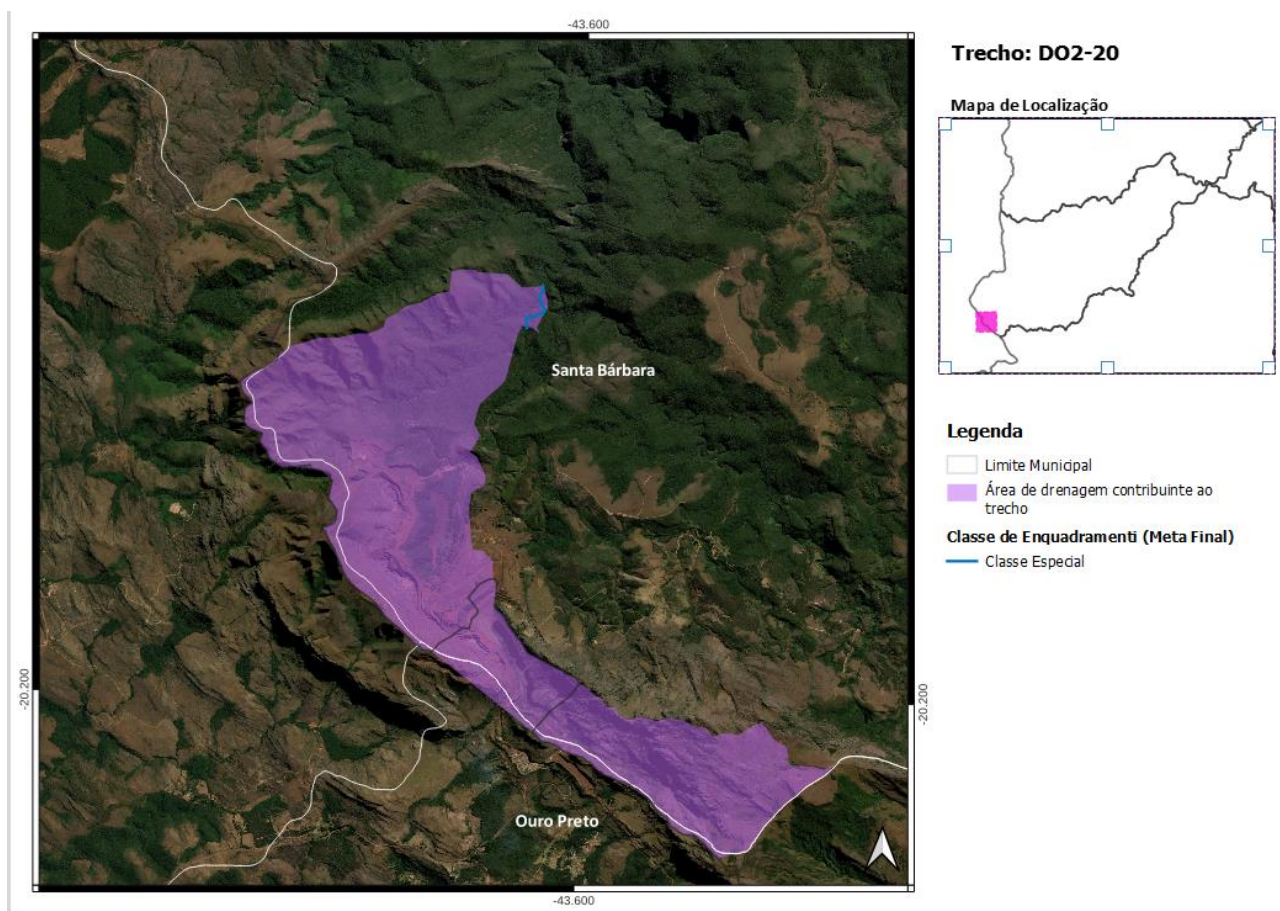 -43.600
Trecho: DO2-20
Mapa de Localização
Santa Bárbara
Legenda
Limite Municipal
Área de drenagem contribuinte ao
trecho
Classe de Enquadramenti (Meta Final)
Classe Especial
-20.200
-20.200
Ouro Preto
-43.600